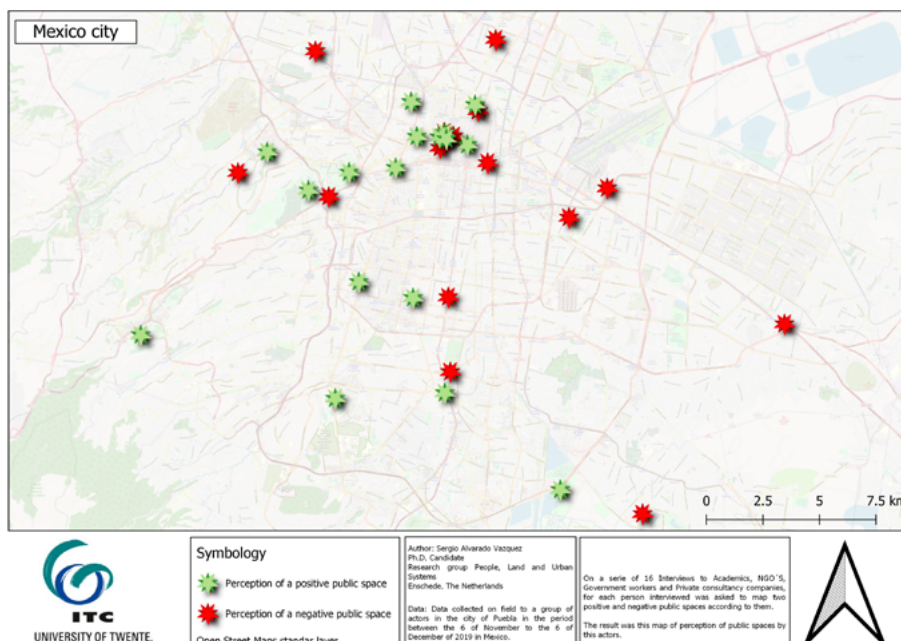 Mexico city
0 2.5 5 7.5 km
ITC
UNIVERSITY OF TWENTE.
Symbology
Perception of a positive public space
Perception of a negative public space
Open Street Maps standar layer
Author: Sergio Alvarado Vazquez
Ph.D. Candidate
Research group People, Land and Urban
Systems
Enschede, The Netherlands
Data: Data collected on field to a group of
actors in the city of Puebla in the period
between the 6 of November to the 6 of
December of 2019 in Mexico.
On a serie of 16 Interviews to Academics, NGO´S,
Government workers and Private consultancy companies,
for each person interviewed was asked to map two
positive and negative public spaces according to them.
The result was this map of perception of public spaces by
this actors.